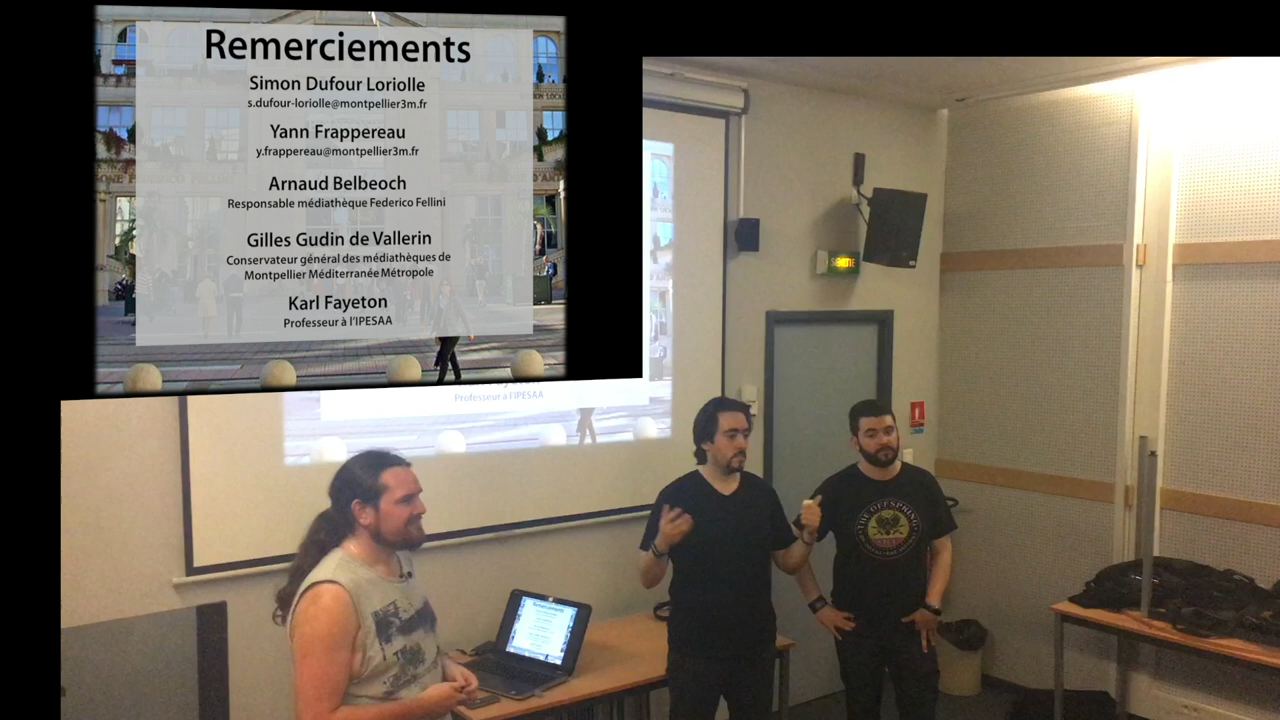 Remerciements
Simon Dufour Loriolle
s.dufour-loriolle@montpellier3m.fr
Yann Frappereau
y.frappereau@montpellier3m.fr
Arnaud Belbeoch
Responsable médiathèque Federico Fellini
Gilles Gudin de Vallerin
Conservateur général des médiathèques de
Montpellier Méditerranée Métropole
Karl Fayeton
Professeur à l'IPESAA
Professeur à l'IPESAA
SORTIE
THE OFFSPRING
Remerciements